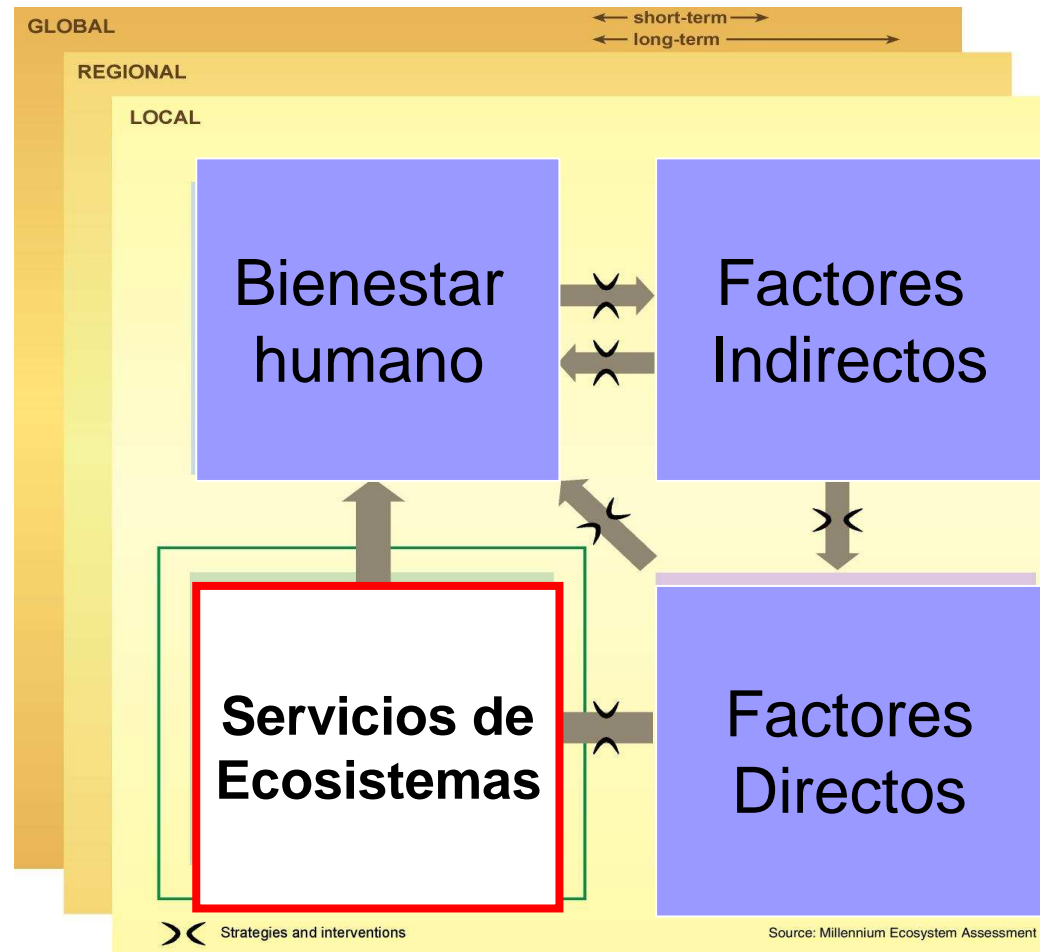 GLOBAL
short-term
long-term
REGIONAL
LOCAL
Bienestar
humano
Factores
Indirectos
Servicios de
Ecosistemas
Factores
Directos
Strategies and interventions
Source: Millennium Ecosystem Assessment